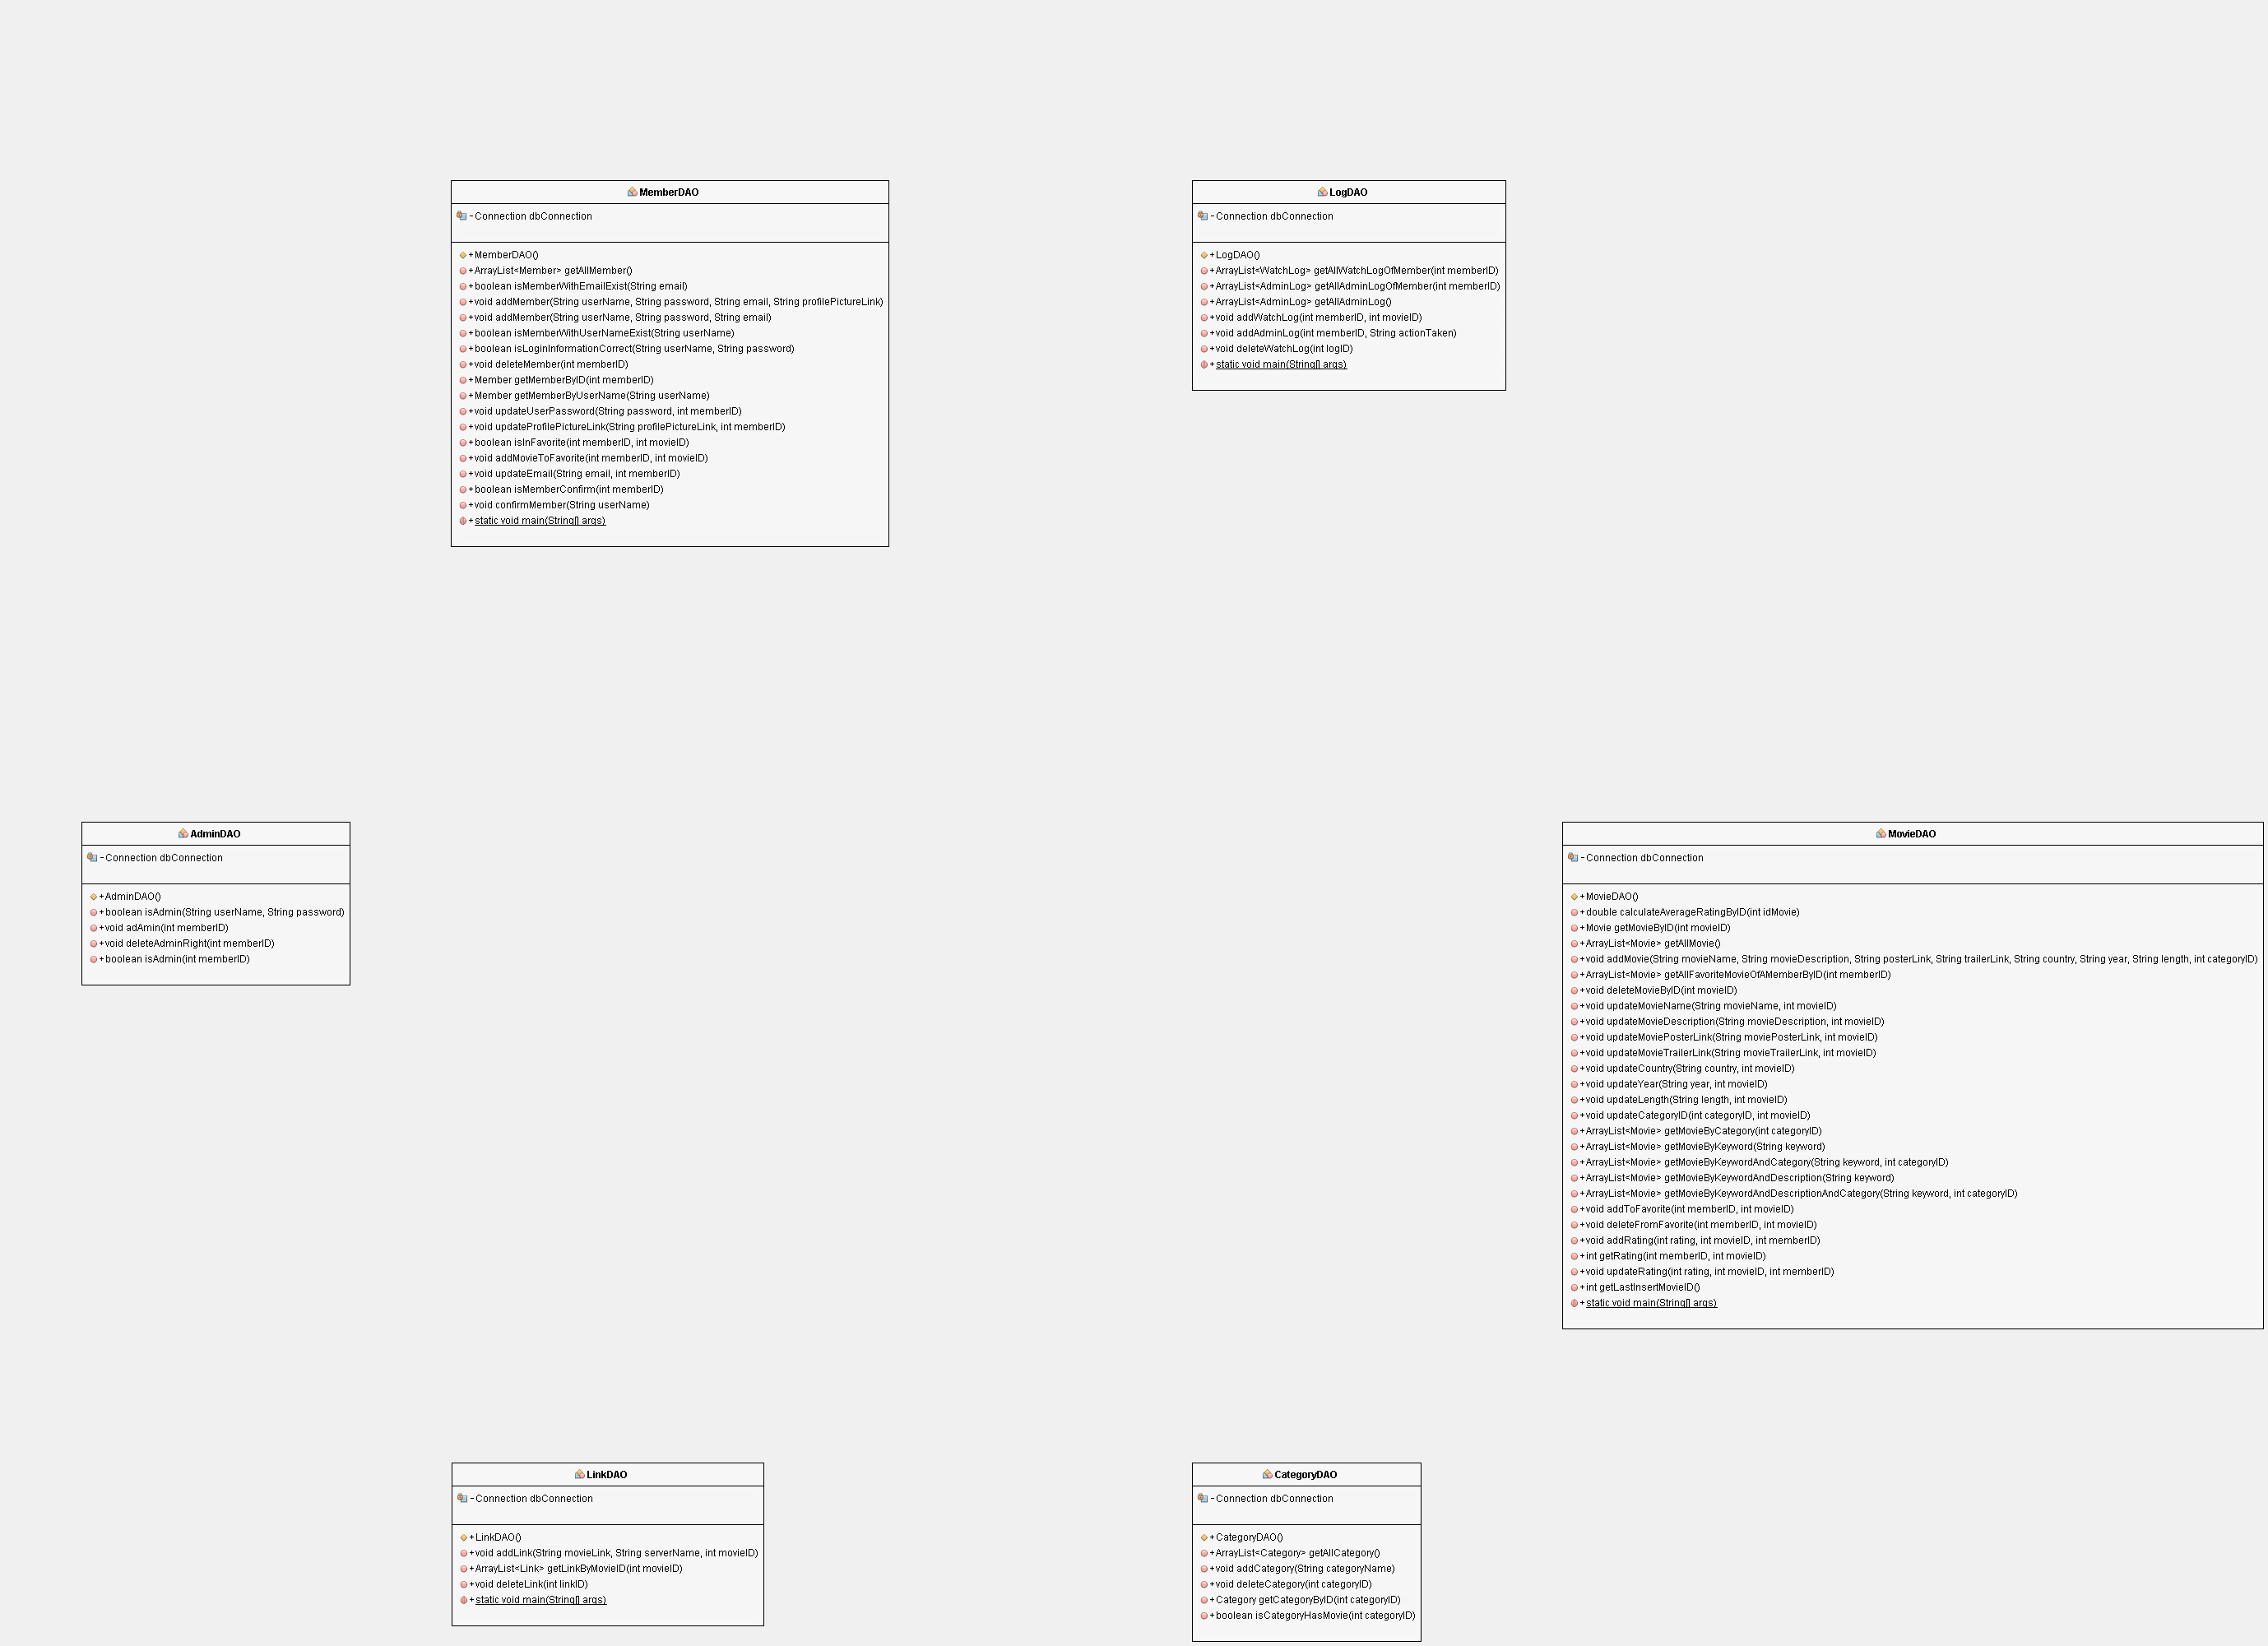 MemberDAO
- Connection dbConnection
+ MemberDAO()
+ ArrayList<Member> getAllMember()
+ boolean isMemberWithEmailExist(String email)
+ void addMember(String userName, String password, String email, String profilePictureLink)
+ void addMember(String userName, String password, String email)
+ boolean isMemberWithUserNameExist(String userName)
+ boolean isLoginInformationCorrect(String userName, String password)
+ void deleteMember(int memberID)
+ Member getMemberByID(int memberID)
+ Member getMemberByUserName(String userName)
+ void updateUserPassword(String password, int memberID)
+ void updateProfilePictureLink(String profilePictureLink, int memberID)
+ boolean isInFavorite(int memberID, int movieID)
+ void addMovieToFavorite(int memberID, int movieID)
+ void updateEmail(String email, int memberID)
+ boolean isMemberConfirm(int memberID)
+ void confirmMember(String userName)
+ static void main(String[] args)
LogDAO
- Connection dbConnection
+ LogDAO()
+ ArrayList<WatchLog> getAllWatchLogOfMember(int memberID)
+ ArrayList<AdminLog> getAllAdminLogOfMember(int memberID)
+ ArrayList<AdminLog> getAllAdminLog()
+ void addWatchLog(int memberID, int movieID)
+ void addAdminLog(int memberID, String actionTaken)
+ void deleteWatchLog(int logID)
+ static void main(String[] args)
AdminDAO
- Connection dbConnection
+ AdminDAO()
+ boolean isAdmin(String userName, String password)
+ void adAmin(int memberID)
+ void deleteAdminRight(int memberID)
+ boolean isAdmin(int memberID)
MovieDAO
- Connection dbConnection
+ MovieDAO()
+ double calculateAverageRatingByID(int idMovie)
+ Movie getMovieByID(int movieID)
+ ArrayList<Movie> getAllMovie()
+ void addMovie(String movieName, String movieDescription, String posterLink, String trailerLink, String country, String year, String length, int categoryID)
+ ArrayList<Movie> getAllFavoriteMovieOfAMemberByID(int memberID)
+ void deleteMovieByID(int movieID)
+ void updateMovieName(String movieName, int movieID)
+ void updateMovieDescription(String movieDescription, int movieID)
+ void updateMoviePosterLink(String moviePosterLink, int movieID)
+ void updateMovieTrailerLink(String movieTrailerLink, int movieID)
+ void updateCountry(String country, int movieID)
+ void updateYear(String year, int movieID)
+ void updateLength(String length, int movieID)
+ void updateCategoryID(int categoryID, int movieID)
+ ArrayList<Movie> getMovieByCategory(int categoryID)
+ ArrayList<Movie> getMovieByKeyword(String keyword)
+ ArrayList<Movie> getMovieByKeywordAndCategory(String keyword, int categoryID)
+ ArrayList<Movie> getMovieByKeywordAndDescription(String keyword)
+ ArrayList<Movie> getMovieByKeywordAndDescriptionAndCategory(String keyword, int categoryID)
+ void addToFavorite(int memberID, int movieID)
+ void deleteFromFavorite(int memberID, int movieID)
+ void addRating(int rating, int movieID, int memberID)
+ int getRating(int memberID, int movieID)
+ void updateRating(int rating, int movieID, int memberID)
+ int getLastInsertMovieID()
+ static void main(String[] args)
LinkDAO
- Connection dbConnection
+ LinkDAO()
+ void addLink(String movieLink, String serverName, int movieID)
+ ArrayList<Link> getLinkByMovieID(int movieID)
+ void deleteLink(int linkID)
+ static void main(String[] args)
CategoryDAO
- Connection dbConnection
+ CategoryDAO()
+ ArrayList<Category> getAllCategory()
+ void addCategory(String categoryName)
+ void deleteCategory(int categoryID)
+ Category getCategoryByID(int categoryID)
+ boolean isCategoryHasMovie(int categoryID)